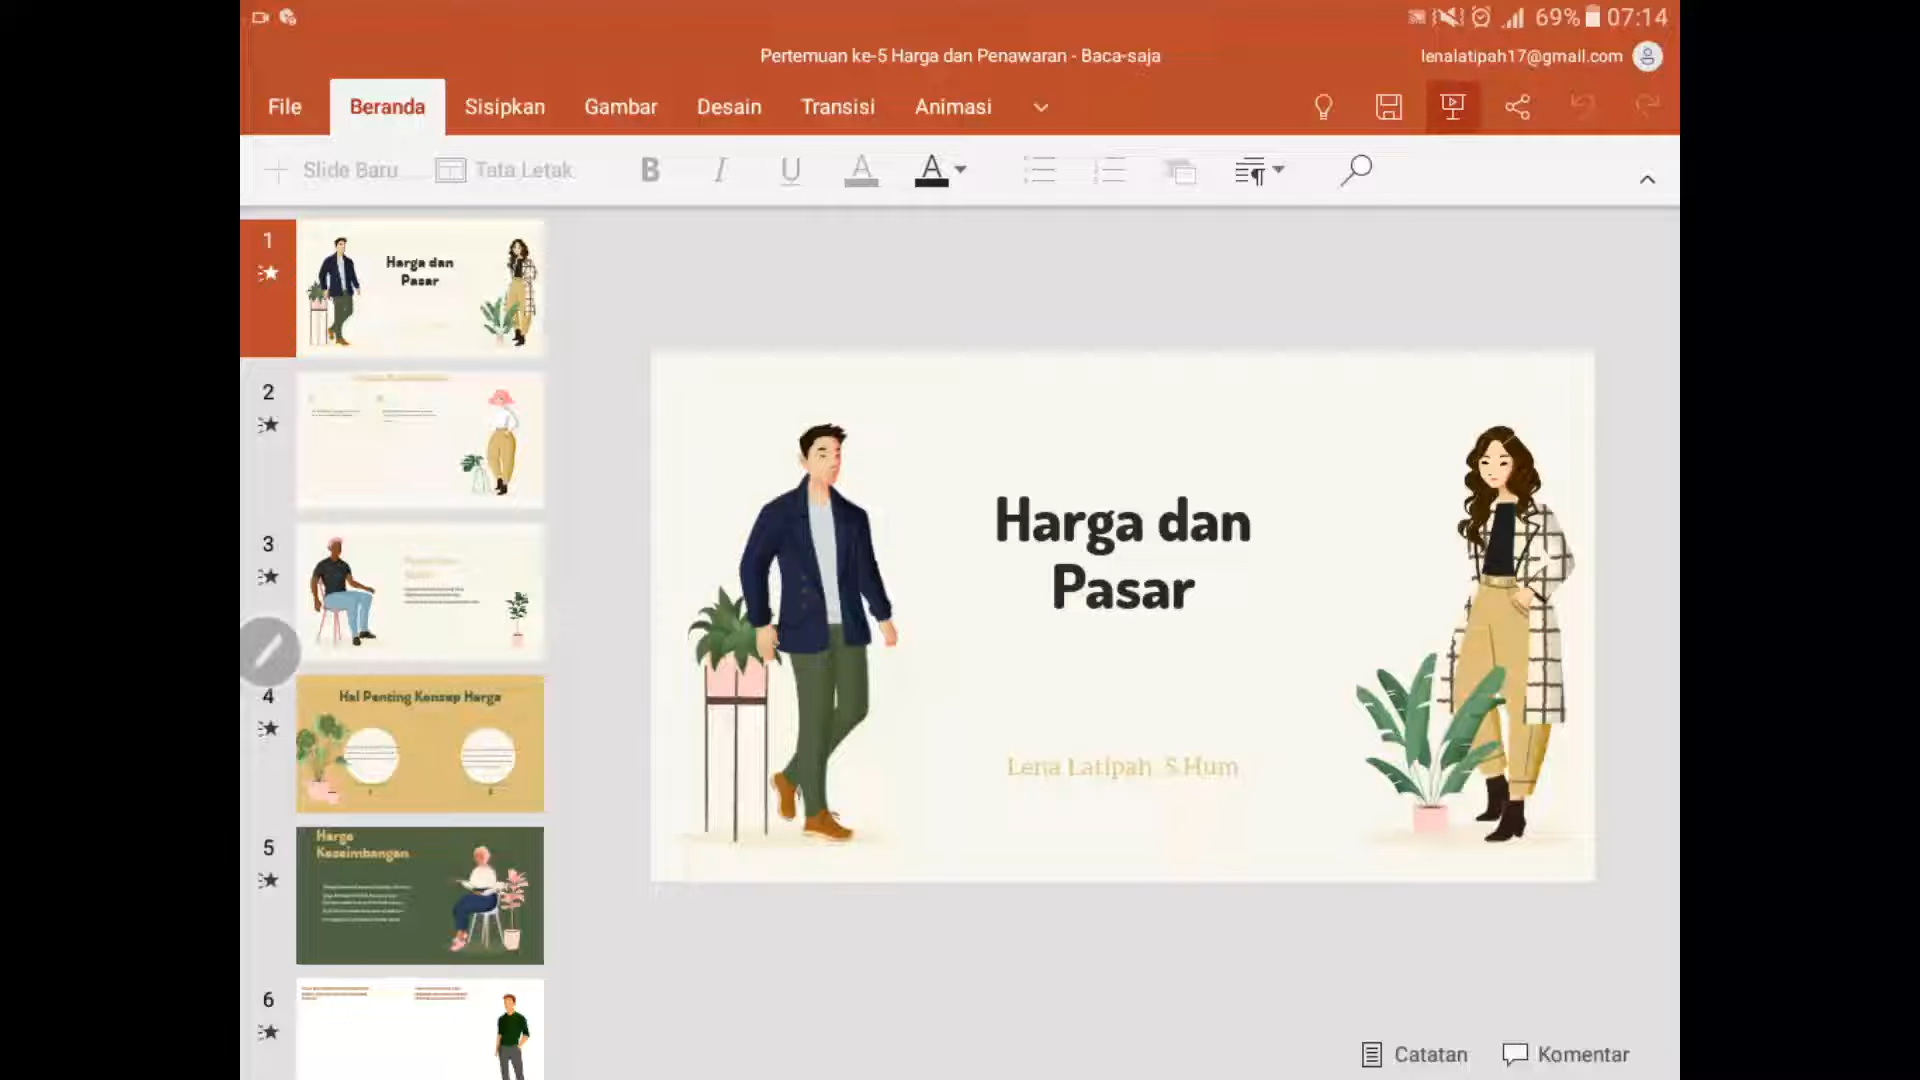 69% 07:14
Pertemuan ke-5 Harga dan Penawaran - Baca-saja
lenalatipah17@gmail.com
File Beranda Sisipkan Gambar Desain Transisi Animasi
Slide Baru Tata Letak B I U A A
1
Harga dan
Pasar
2
3
4
Hal Penting Konsep Harga
5
Harga
Keseimbangan
6
Harga dan
Pasar
Lena Latipah S.Hum
Catatan Komentar